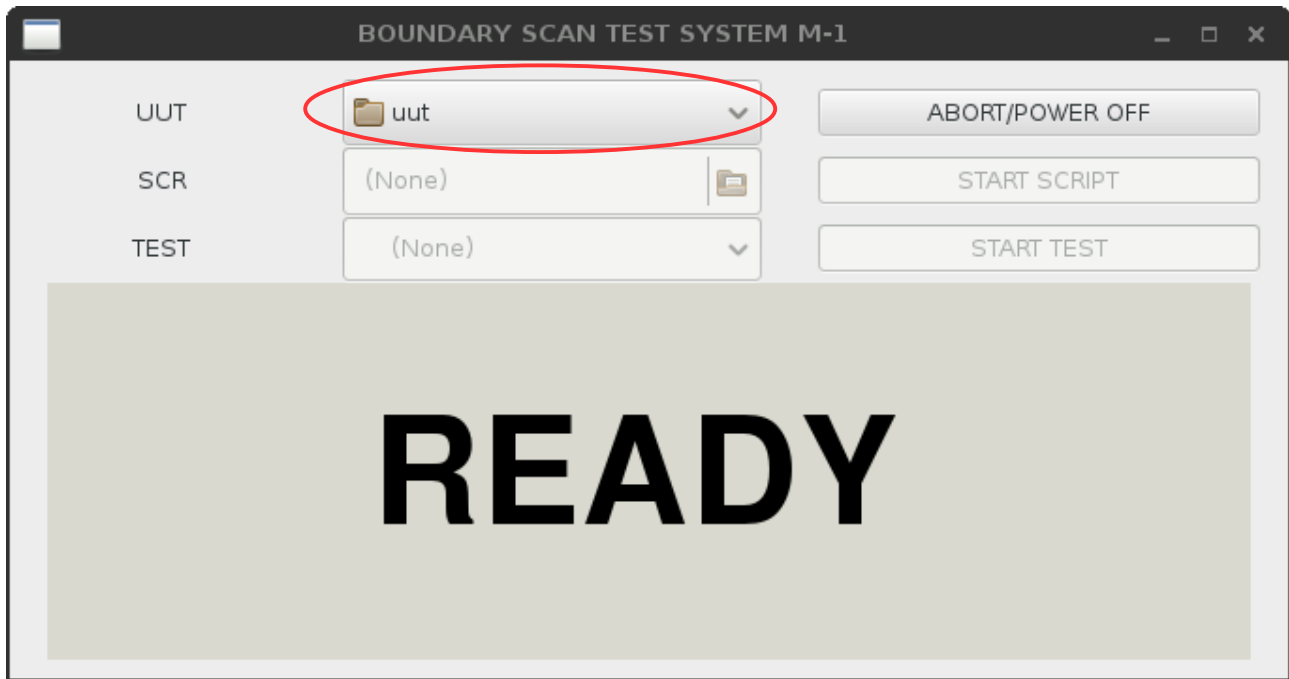 BOUNDARY SCAN TEST SYSTEM M-1
UUT uut ABORT/POWER OFF
SCR (None) START SCRIPT
TEST (None) START TEST
READY